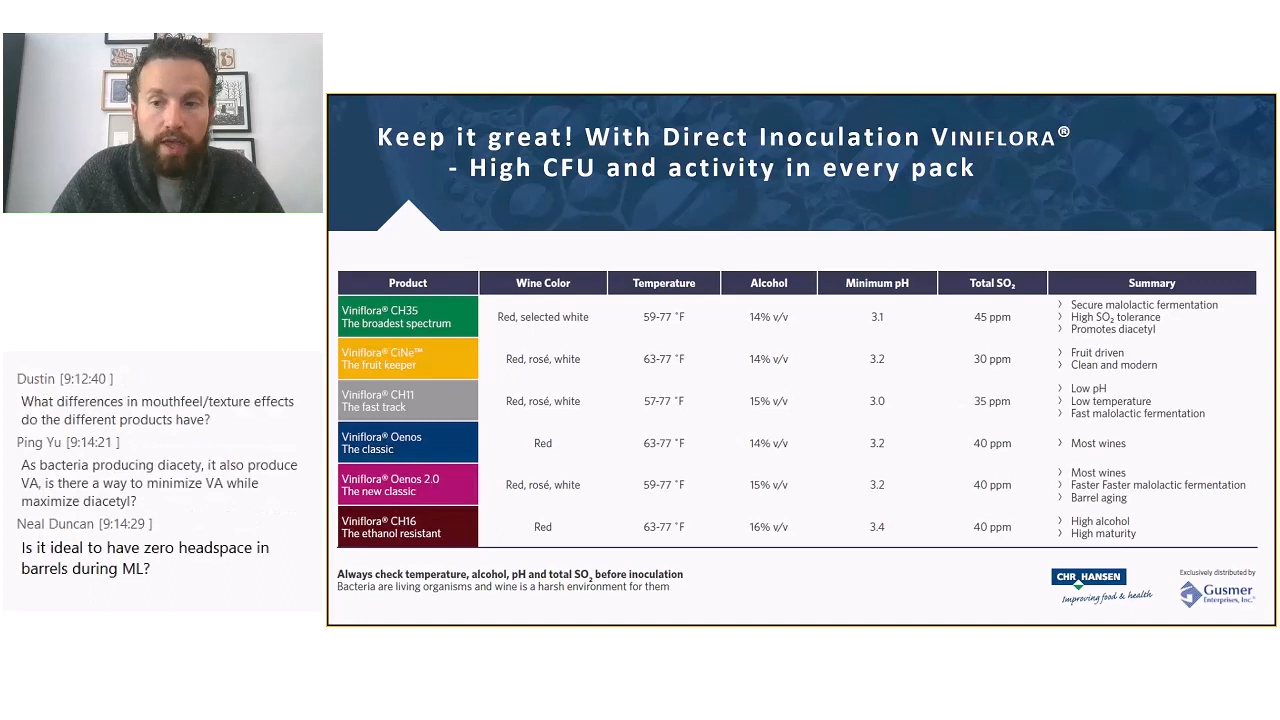 Keep it great! With Direct Inoculation VINIFLORA®
- High CFU and activity in every pack
Product Wine Color Temperature Alcohol Minimum pH Total SO₂ Summary
Viniflora® CH35
The broadest spectrum
Red, selected white 59-77 ˚F 14% v/v 3.1 45 ppm
› Secure malolactic fermentation
› High SO₂ tolerance
› Promotes diacetyl
Viniflora® CiNe™
The fruit keeper
Red, rosé, white 63-77 ˚F 14% v/v 3.2 30 ppm
› Fruit driven
› Clean and modern
Viniflora® CH11
The fast track
Red, rosé, white 57-77 ˚F 15% v/v 3.0 35 ppm
› Low pH
› Low temperature
› Fast malolactic fermentation
Viniflora® Oenos
The classic
Red 63-77 ˚F 14% v/v 3.2 40 ppm
› Most wines
Viniflora® Oenos 2.0
The new classic
Red, rosé, white 59-77 ˚F 15% v/v 3.2 40 ppm
› Most wines
› Faster Faster malolactic fermentation
› Barrel aging
Viniflora® CH16
The ethanol resistant
Red 63-77 ˚F 16% v/v 3.4 40 ppm
› High alcohol
› High maturity
Always check temperature, alcohol, pH and total SO₂ before inoculation
Bacteria are living organisms and wine is a harsh environment for them
CHR HANSEN
Improving food & health
Exclusively distributed by
Gusmer
Enterprises, Inc.
Dustin [9:12:40 ]
What differences in mouthfeel/texture effects
do the different products have?
Ping Yu [9:14:21 ]
As bacteria producing diacety, it also produce
VA, is there a way to minimize VA while
maximize diacetyl?
Neal Duncan [9:14:29 ]
Is it ideal to have zero headspace in
barrels during ML?